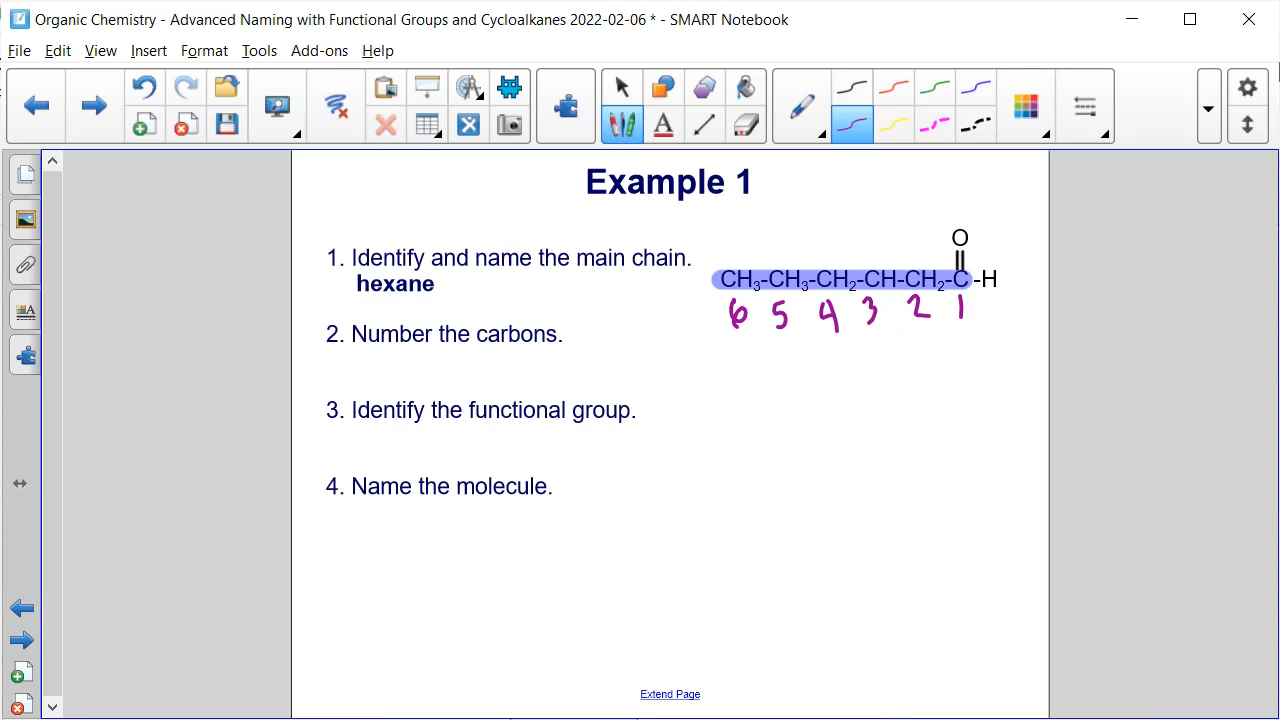 Organic Chemistry - Advanced Naming with Functional Groups and Cycloalkanes 2022-02-06 * - SMART Notebook
File Edit View Insert Format Tools Add-ons Help
Example 1
1. Identify and name the main chain.
hexane
O
CH₃-CH₃-CH₂-CH-CH₂-C-H
6 5 4 3 2 1
2. Number the carbons.
3. Identify the functional group.
4. Name the molecule.
Extend Page